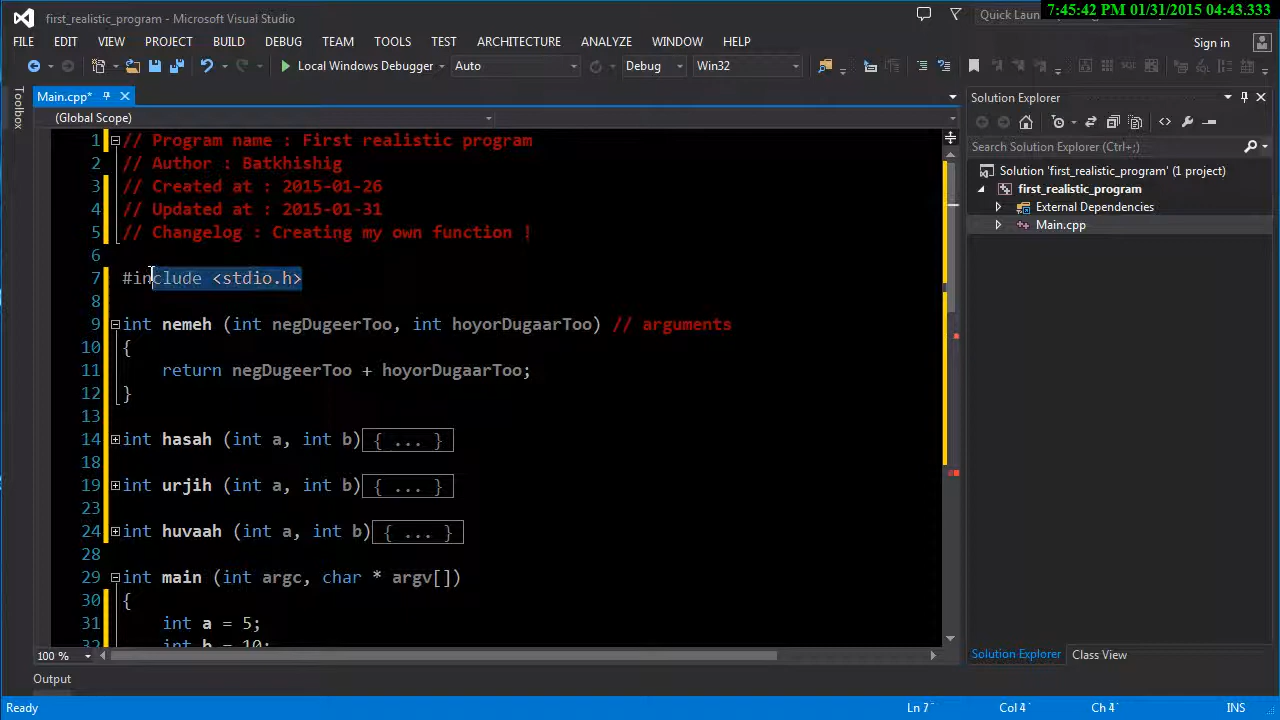 7:45:42 PM 01/31/2015 04:43.333
first_realistic_program - Microsoft Visual Studio
Quick Laun
FILE EDIT VIEW PROJECT BUILD DEBUG TEAM TOOLS TEST ARCHITECTURE ANALYZE WINDOW HELP
Sign in
Local Windows Debugger Auto Debug Win32
Toolbox
Main.cpp*
(Global Scope)
1 // Program name : First realistic program
2 // Author : Batkhishig
3 // Created at : 2015-01-26
4 // Updated at : 2015-01-31
5 // Changelog : Creating my own function !
6
7 #include <stdio.h>
8
9 int nemeh (int negDugeerToo, int hoyorDugaarToo) // arguments
10 {
11 return negDugeerToo + hoyorDugaarToo;
12 }
13
14 int hasah (int a, int b){ ... }
18
19 int urjih (int a, int b){ ... }
23
24 int huvaah (int a, int b){ ... }
28
29 int main (int argc, char * argv[])
30 {
31 int a = 5;
32 int b = 10;
100 %
Output
Solution Explorer
Search Solution Explorer (Ctrl+;)
Solution 'first_realistic_program' (1 project)
first_realistic_program
External Dependencies
Main.cpp
Solution Explorer Class View
Ready Ln 7 Col 4 Ch 4 INS